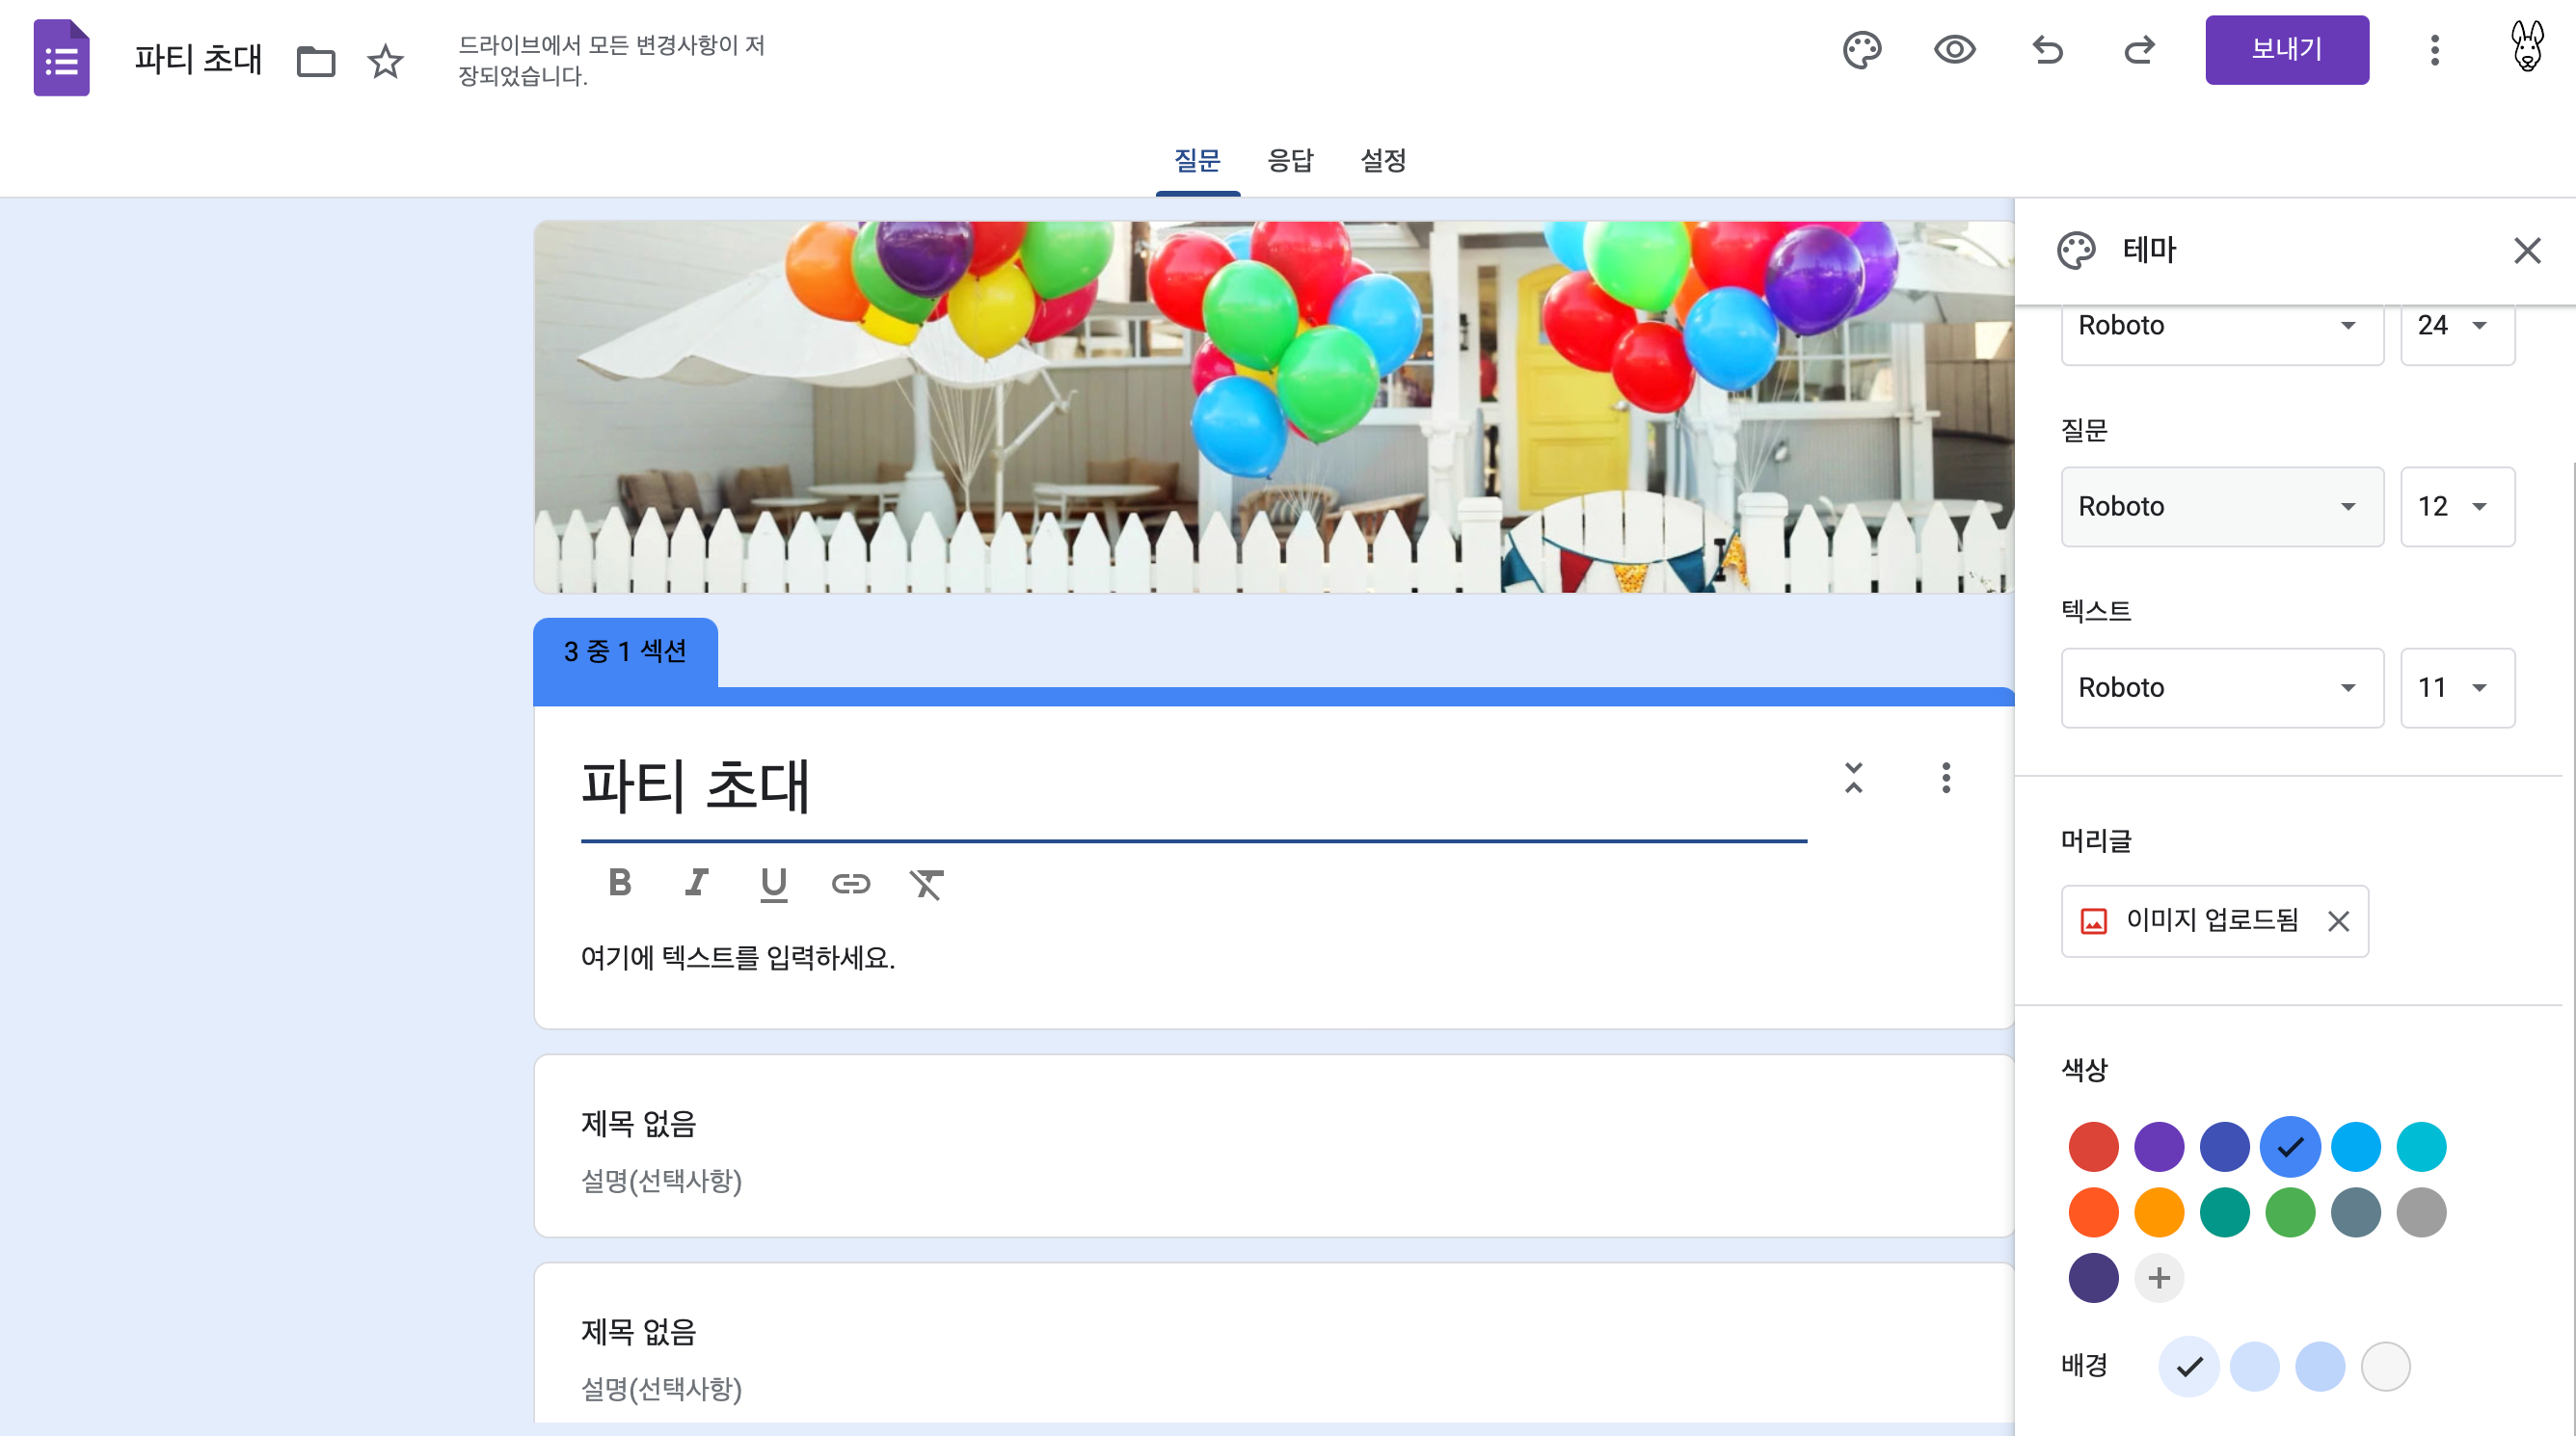 파티 초대
드라이브에서 모든 변경사항이 저
장되었습니다.
보내기
질문 응답 설정
테마
Roboto 24
질문
Roboto 12
텍스트
Roboto 11
머리글
이미지 업로드됨
색상
배경
3 중 1 섹션
파티 초대
B I U
여기에 텍스트를 입력하세요.
제목 없음
설명(선택사항)
제목 없음
설명(선택사항)